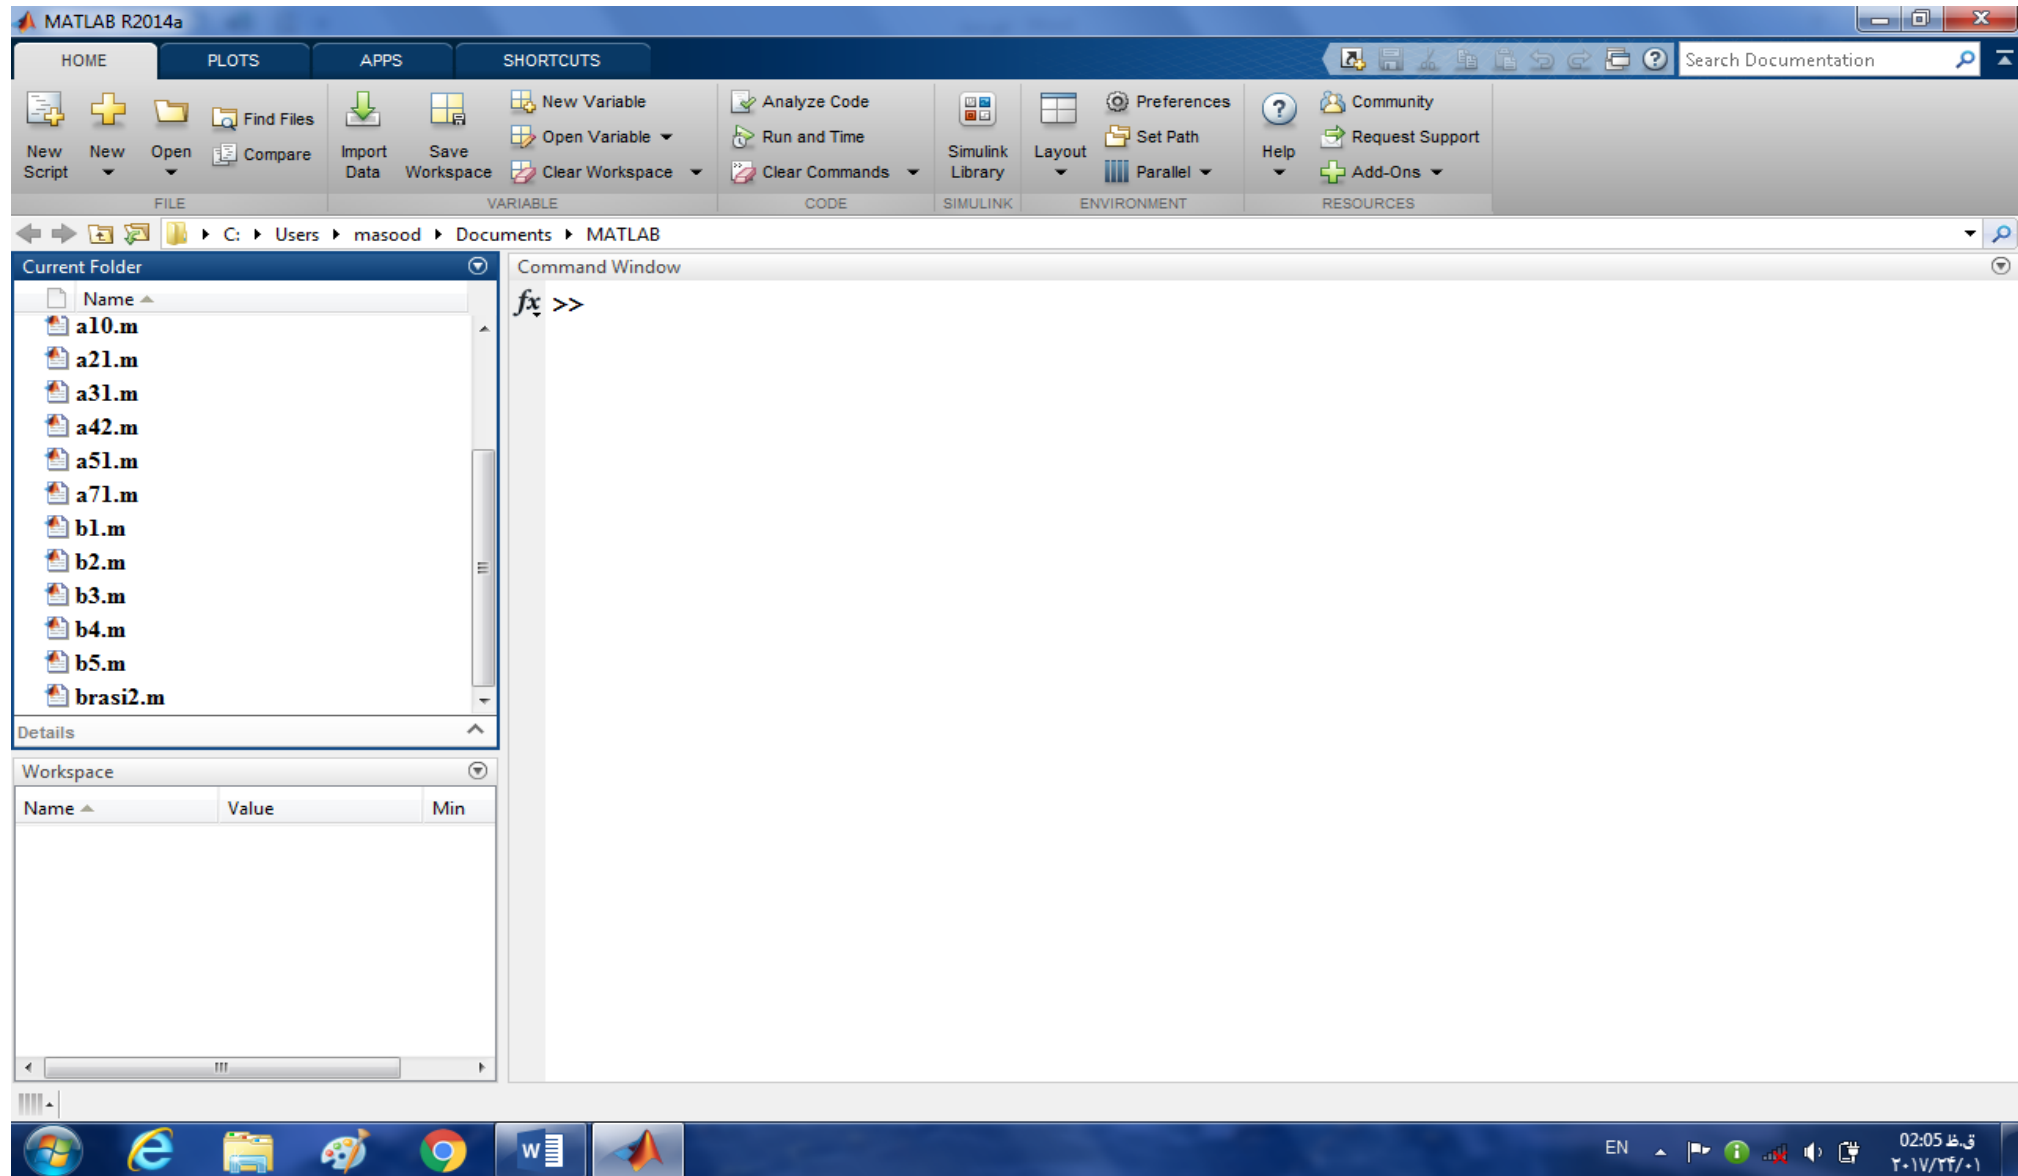 MATLAB R2014a
HOME PLOTS APPS SHORTCUTS Search Documentation
New Script New Open Find Files Compare
Import Data Save Workspace New Variable Open Variable Clear Workspace
Analyze Code Run and Time Clear Commands
Simulink Library
Layout Preferences Set Path Parallel
Help Community Request Support Add-Ons
FILE VARIABLE CODE SIMULINK ENVIRONMENT RESOURCES
C: Users masood Documents MATLAB
Current Folder
Name
a10.m
a21.m
a31.m
a42.m
a51.m
a71.m
b1.m
b2.m
b3.m
b4.m
b5.m
brasi2.m
Details
Workspace
Name Value Min
Command Window
fx >>
EN
02:05 ق.ظ
۲۰۱۷/۲۴/۰۱